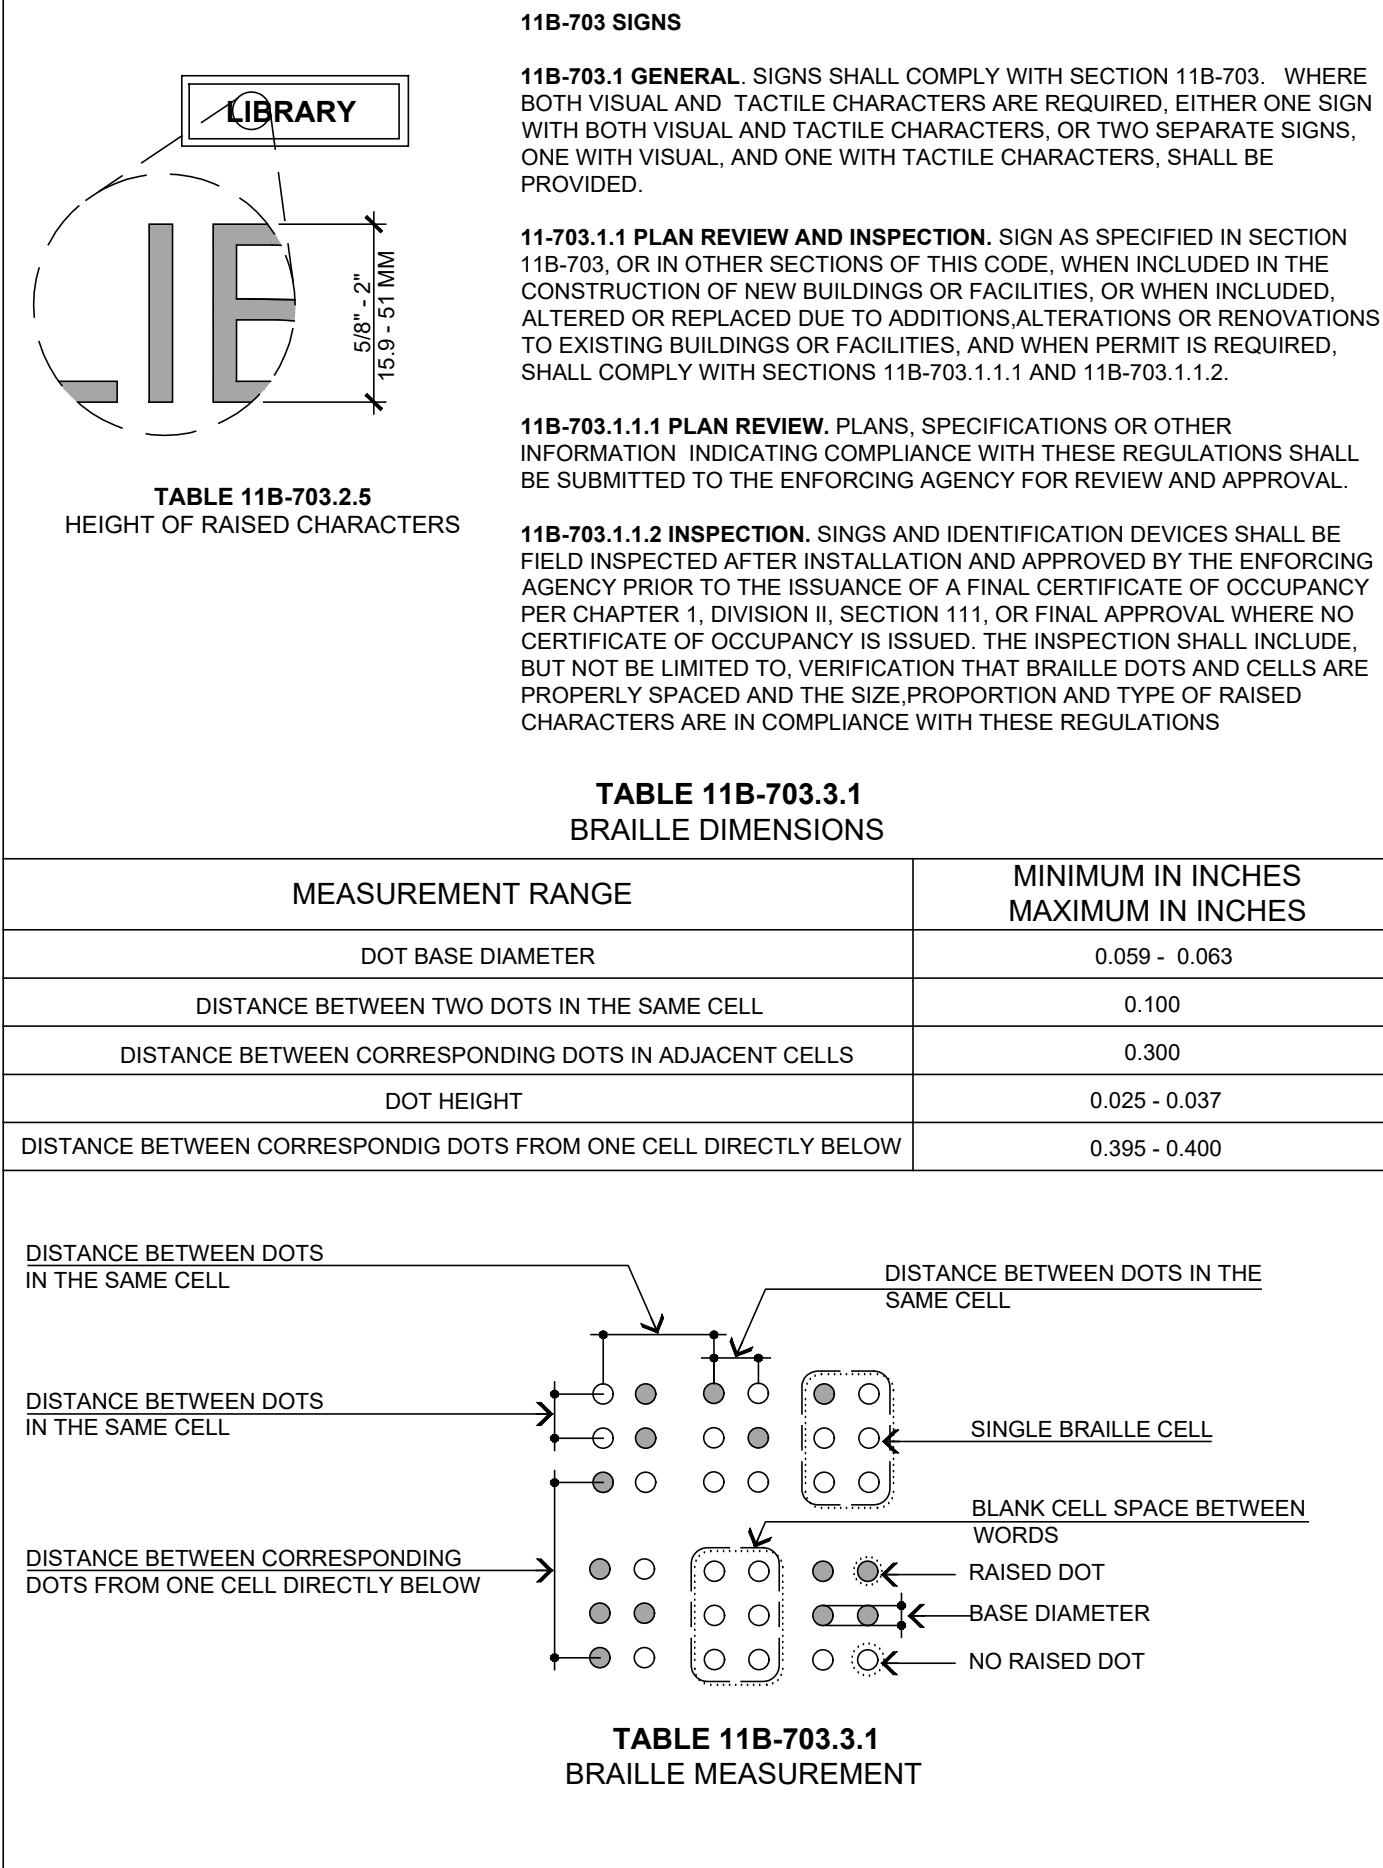 11B-703 SIGNS
11B-703.1 GENERAL. SIGNS SHALL COMPLY WITH SECTION 11B-703. WHERE
BOTH VISUAL AND TACTILE CHARACTERS ARE REQUIRED, EITHER ONE SIGN
WITH BOTH VISUAL AND TACTILE CHARACTERS, OR TWO SEPARATE SIGNS,
ONE WITH VISUAL, AND ONE WITH TACTILE CHARACTERS, SHALL BE
PROVIDED.
11-703.1.1 PLAN REVIEW AND INSPECTION. SIGN AS SPECIFIED IN SECTION
11B-703, OR IN OTHER SECTIONS OF THIS CODE, WHEN INCLUDED IN THE
CONSTRUCTION OF NEW BUILDINGS OR FACILITIES, OR WHEN INCLUDED,
ALTERED OR REPLACED DUE TO ADDITIONS,ALTERATIONS OR RENOVATIONS
TO EXISTING BUILDINGS OR FACILITIES, AND WHEN PERMIT IS REQUIRED,
SHALL COMPLY WITH SECTIONS 11B-703.1.1.1 AND 11B-703.1.1.2.
11B-703.1.1.1 PLAN REVIEW. PLANS, SPECIFICATIONS OR OTHER
INFORMATION INDICATING COMPLIANCE WITH THESE REGULATIONS SHALL
BE SUBMITTED TO THE ENFORCING AGENCY FOR REVIEW AND APPROVAL.
11B-703.1.1.2 INSPECTION. SINGS AND IDENTIFICATION DEVICES SHALL BE
FIELD INSPECTED AFTER INSTALLATION AND APPROVED BY THE ENFORCING
AGENCY PRIOR TO THE ISSUANCE OF A FINAL CERTIFICATE OF OCCUPANCY
PER CHAPTER 1, DIVISION II, SECTION 111, OR FINAL APPROVAL WHERE NO
CERTIFICATE OF OCCUPANCY IS ISSUED. THE INSPECTION SHALL INCLUDE,
BUT NOT BE LIMITED TO, VERIFICATION THAT BRAILLE DOTS AND CELLS ARE
PROPERLY SPACED AND THE SIZE,PROPORTION AND TYPE OF RAISED
CHARACTERS ARE IN COMPLIANCE WITH THESE REGULATIONS
LIBRARY
LIB
5/8" - 2"
15.9 - 51 MM
TABLE 11B-703.2.5
HEIGHT OF RAISED CHARACTERS
TABLE 11B-703.3.1
BRAILLE DIMENSIONS
MEASUREMENT RANGE
MINIMUM IN INCHES
MAXIMUM IN INCHES
DOT BASE DIAMETER 0.059 - 0.063
DISTANCE BETWEEN TWO DOTS IN THE SAME CELL 0.100
DISTANCE BETWEEN CORRESPONDING DOTS IN ADJACENT CELLS 0.300
DOT HEIGHT 0.025 - 0.037
DISTANCE BETWEEN CORRESPONDIG DOTS FROM ONE CELL DIRECTLY BELOW 0.395 - 0.400
DISTANCE BETWEEN DOTS
IN THE SAME CELL
DISTANCE BETWEEN DOTS IN THE
SAME CELL
DISTANCE BETWEEN DOTS
IN THE SAME CELL
SINGLE BRAILLE CELL
BLANK CELL SPACE BETWEEN
WORDS
DISTANCE BETWEEN CORRESPONDING
DOTS FROM ONE CELL DIRECTLY BELOW
RAISED DOT
BASE DIAMETER
NO RAISED DOT
TABLE 11B-703.3.1
BRAILLE MEASUREMENT